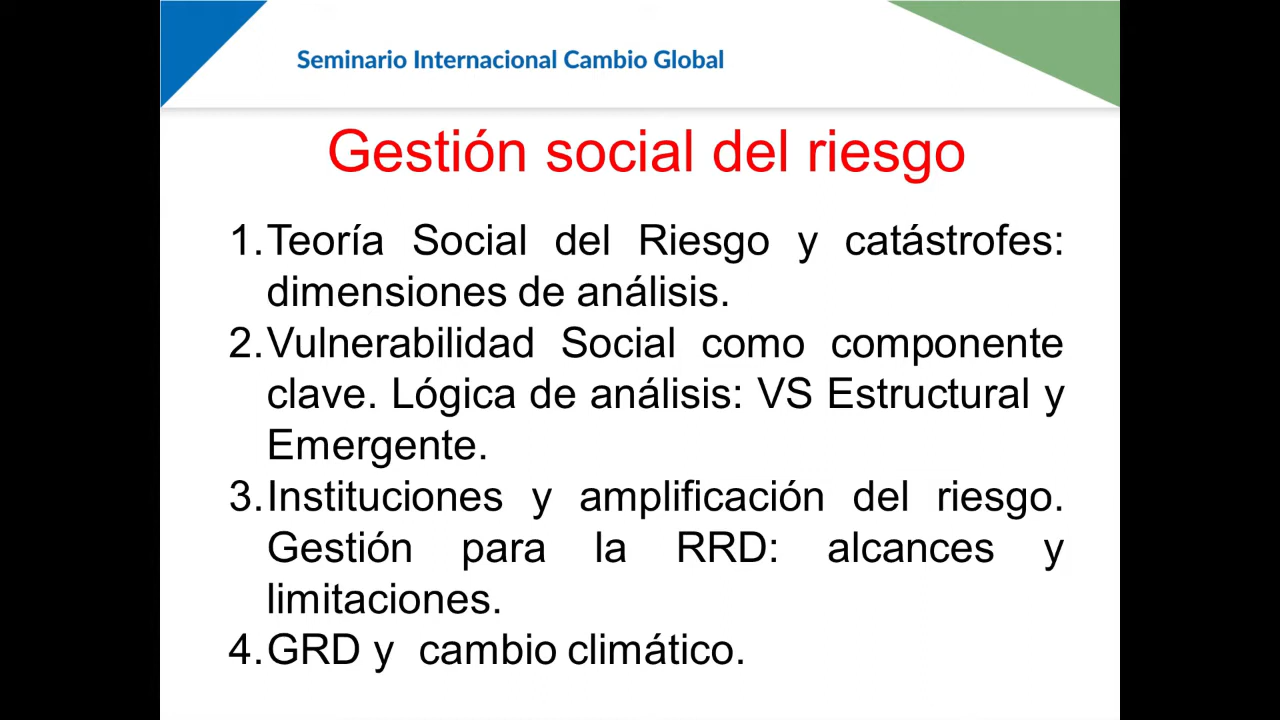 Seminario Internacional Cambio Global
Gestión social del riesgo
1.Teoría Social del Riesgo y catástrofes:
dimensiones de análisis.
2.Vulnerabilidad Social como componente
clave. Lógica de análisis: VS Estructural y
Emergente.
3.Instituciones y amplificación del riesgo.
Gestión para la RRD: alcances y
limitaciones.
4.GRD y  cambio climático.